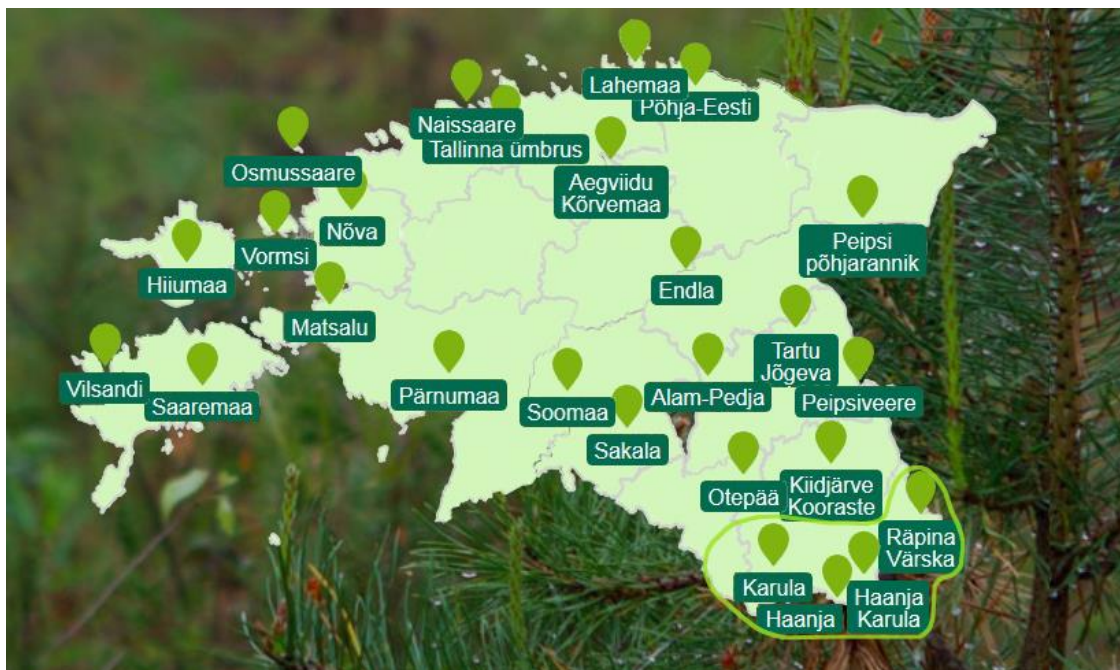 Lahemaa
Põhja-Eesti
Naissaare
Tallinna ümbrus
Osmussaare
Aegviidu
Kõrvemaa
Nõva
Vormsi
Peipsi
põhjarannik
Hiiumaa
Endla
Matsalu
Tartu
Jõgeva
Vilsandi
Saaremaa
Pärnumaa
Soomaa
Alam-Pedja
Peipsiveere
Sakala
Otepää
Kiidjärve
Kooraste
Räpina
Värska
Karula
Haanja
Haanja
Karula